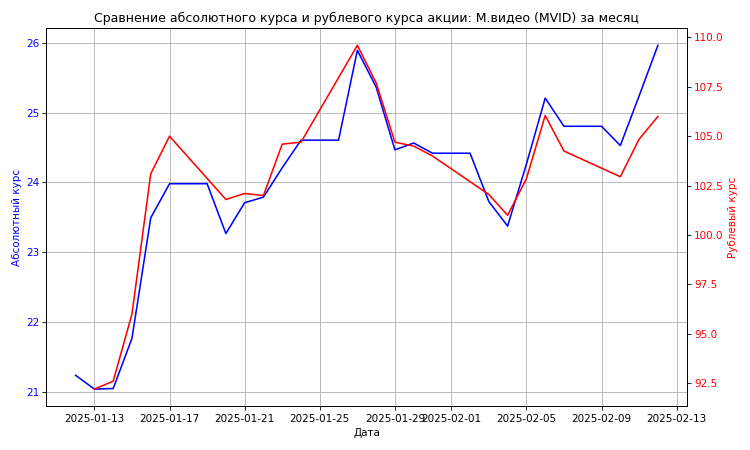 Сравнение абсолютного курса и рублевого курса акции: М.видео (MVID) за месяц
26
25
24
23
22
21
Абсолютный курс
110.0
107.5
105.0
102.5
100.0
97.5
95.0
92.5
Рублевый курс
2025-01-13 2025-01-17 2025-01-21 2025-01-25 2025-01-29 2025-02-01 2025-02-05 2025-02-09 2025-02-13
Дата